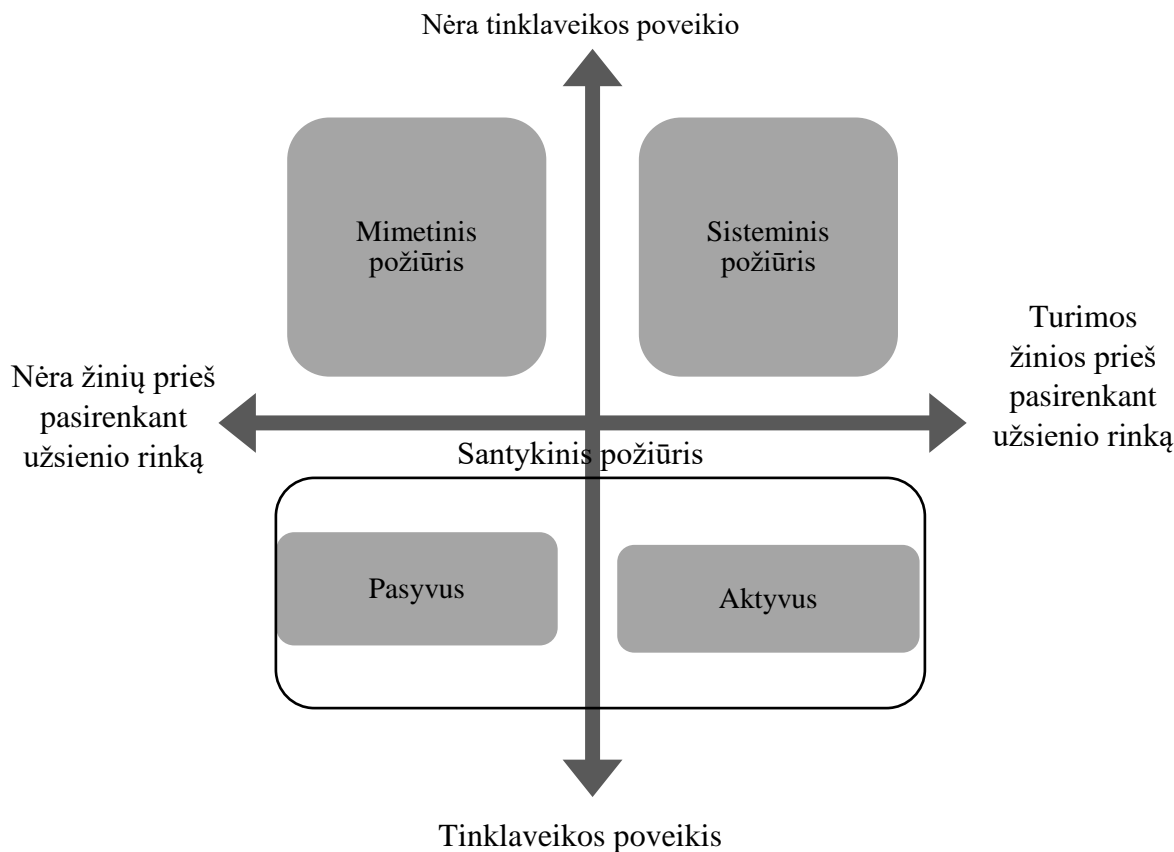 Nėra tinklaveikos poveikio
Mimetinis
požiūris
Sisteminis
požiūris
Nėra žinių prieš
pasirenkant
užsienio rinką
Turimos
žinios prieš
pasirenkant
užsienio rinką
Santykinis požiūris
Pasyvus
Aktyvus
Tinklaveikos poveikis